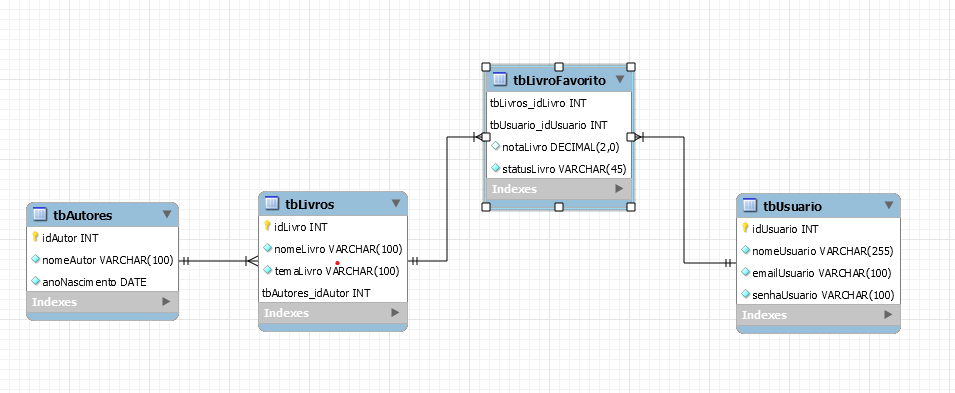 tbLivroFavorito
tbLivros_idLivro INT
tbUsuario_idUsuario INT
notaLivro DECIMAL(2,0)
statusLivro VARCHAR(45)
Indexes
tbAutores
idAutor INT
nomeAutor VARCHAR(100)
anoNascimento DATE
Indexes
tbLivros
idLivro INT
nomeLivro VARCHAR(100)
temaLivro VARCHAR(100)
tbAutores_idAutor INT
Indexes
tbUsuario
idUsuario INT
nomeUsuario VARCHAR(255)
emailUsuario VARCHAR(100)
senhaUsuario VARCHAR(100)
Indexes